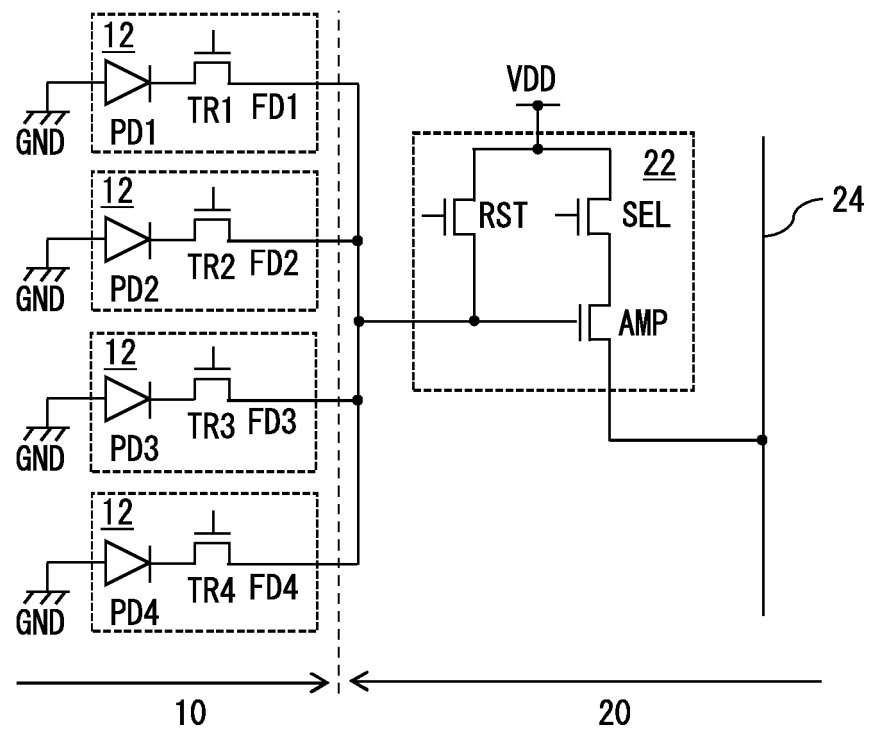 12
GND
PD1
TR1
FD1
12
GND
PD2
TR2
FD2
12
GND
PD3
TR3
FD3
12
GND
PD4
TR4
FD4
VDD
22
RST
SEL
AMP
24
10
20